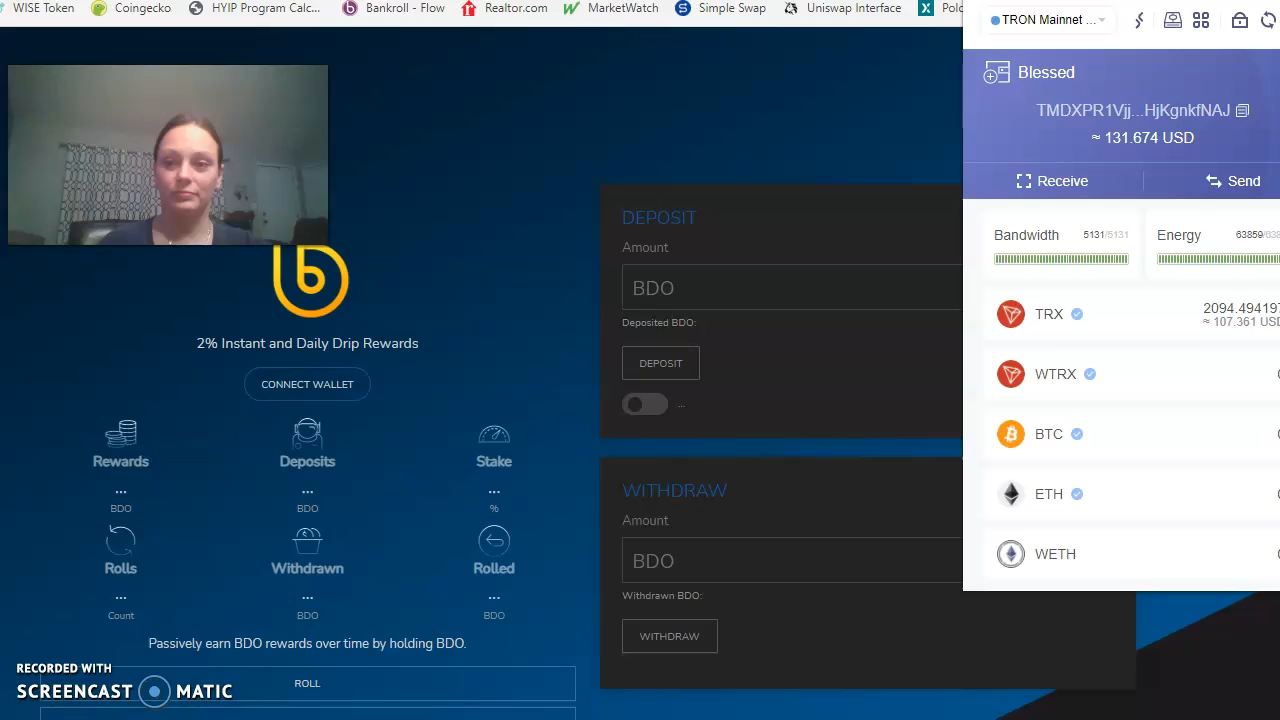 WISE Token
Coingecko
HYIP Program Calc...
Bankroll - Flow
Realtor.com
MarketWatch
Simple Swap
Uniswap Interface
TRON Mainnet ...
Blessed
TMDXPR1Vjj...HjKgnkfNAJ
≈ 131.674 USD
Receive
Send
DEPOSIT
Amount
BDO
Deposited BDO:
DEPOSIT
...
Bandwidth 5131/5131
Energy 63859/
TRX 2094.494197
≈ 107.361 USD
WTRX
BTC
ETH
WETH
2% Instant and Daily Drip Rewards
CONNECT WALLET
Rewards
Deposits
Stake
...
...
...
BDO
BDO
%
Rolls
Withdrawn
Rolled
...
...
...
Count
BDO
BDO
Passively earn BDO rewards over time by holding BDO.
ROLL
WITHDRAW
Amount
BDO
Withdrawn BDO:
WITHDRAW
RECORDED WITH
SCREENCAST MATIC